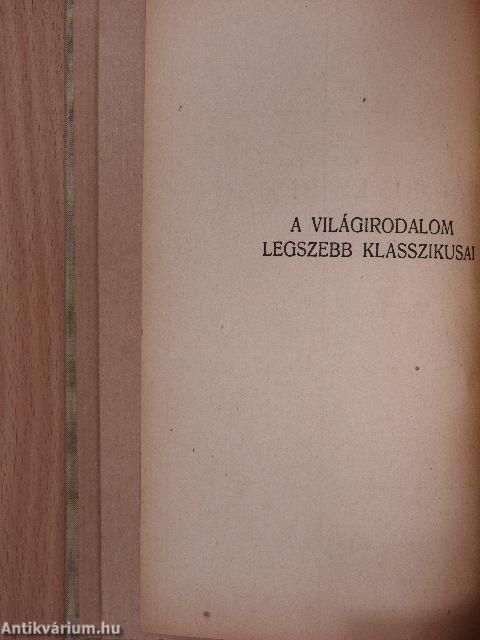 A VILÁGIRODALOM
LEGSZEBB KLASSZIKUSAI
Antikvárium.hu